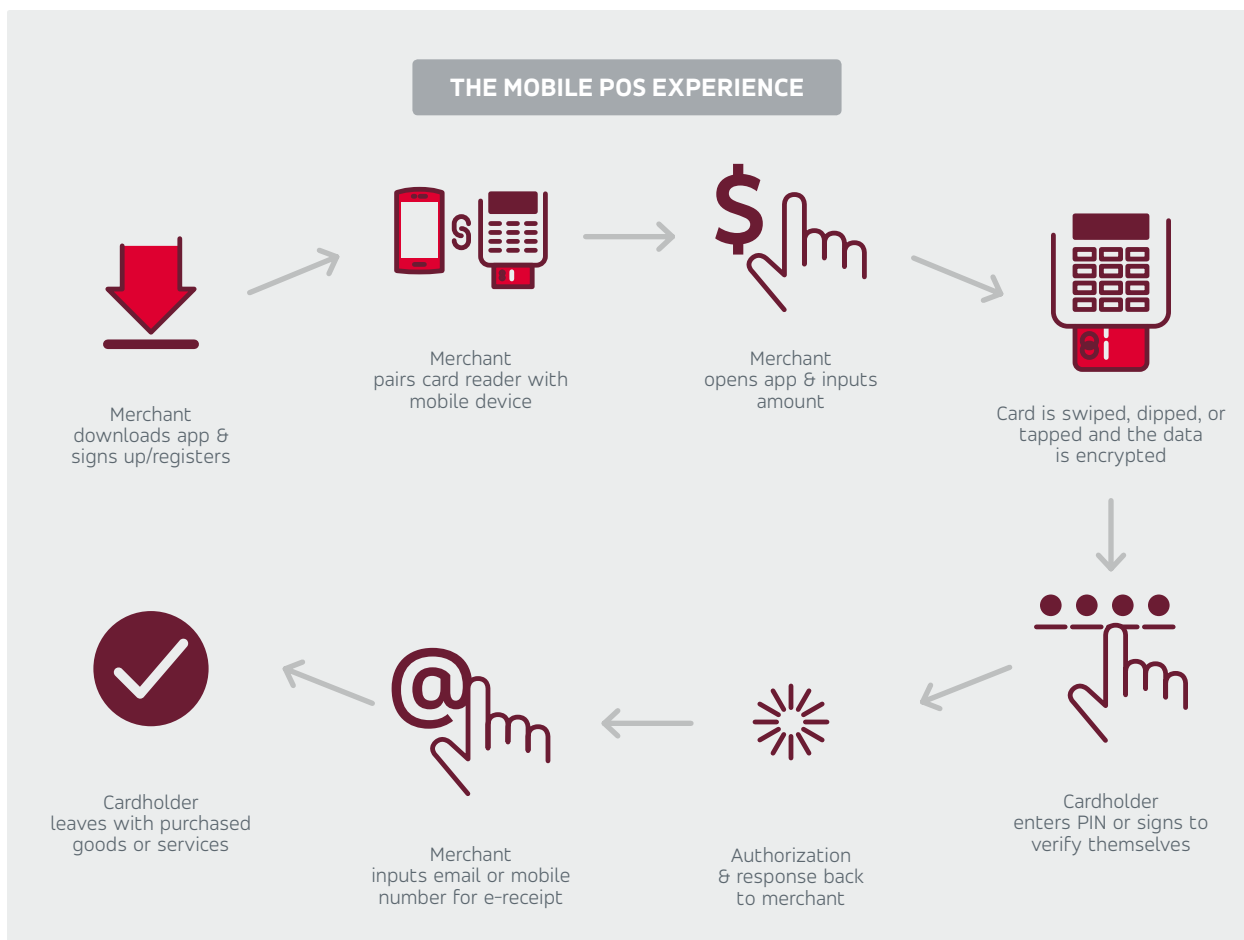 THE MOBILE POS EXPERIENCE
Merchant
downloads app &
signs up/registers
Merchant
pairs card reader with
mobile device
Merchant
opens app & inputs
amount
Card is swiped, dipped, or
tapped and the data
is encrypted
Cardholder
enters PIN or signs to
verify themselves
Authorization
& response back
to merchant
Merchant
inputs email or mobile
number for e-receipt
Cardholder
leaves with purchased
goods or services